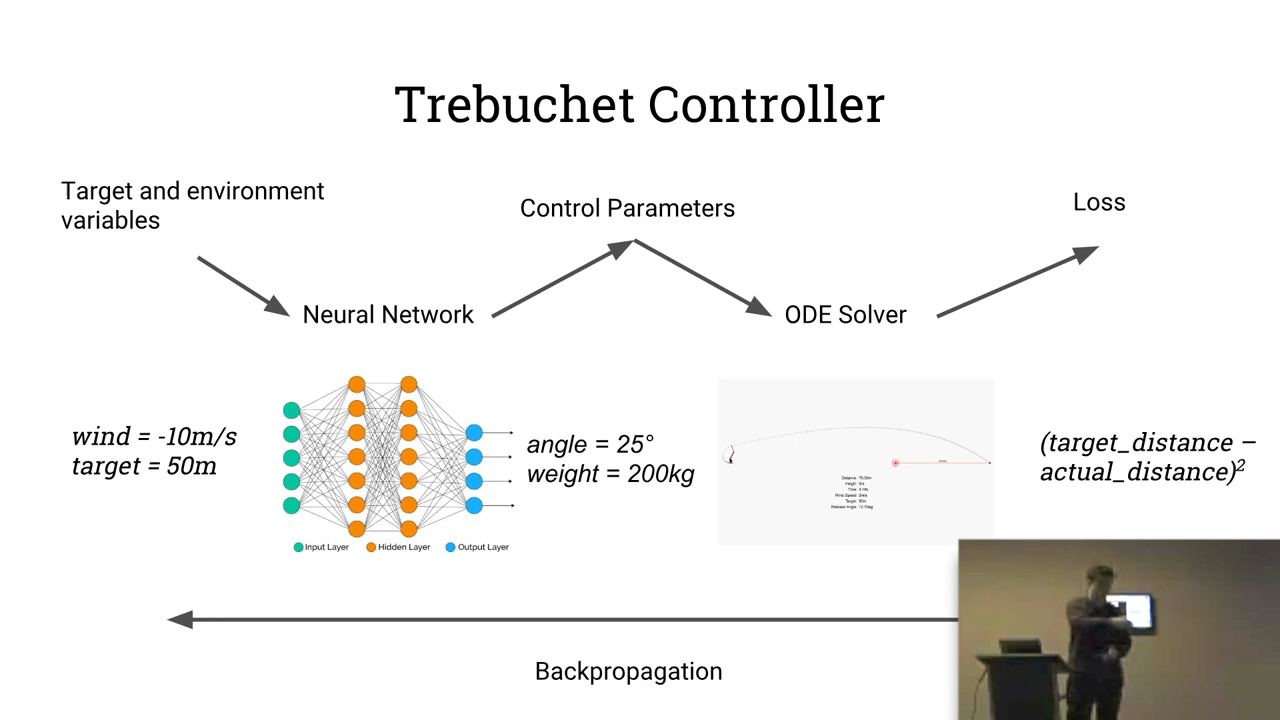 Trebuchet Controller
Target and environment
variables
Control Parameters
Loss
Neural Network
ODE Solver
wind = -10m/s
target = 50m
angle = 25°
weight = 200kg
(target_distance –
actual_distance)²
Input Layer
Hidden Layer
Output Layer
Backpropagation